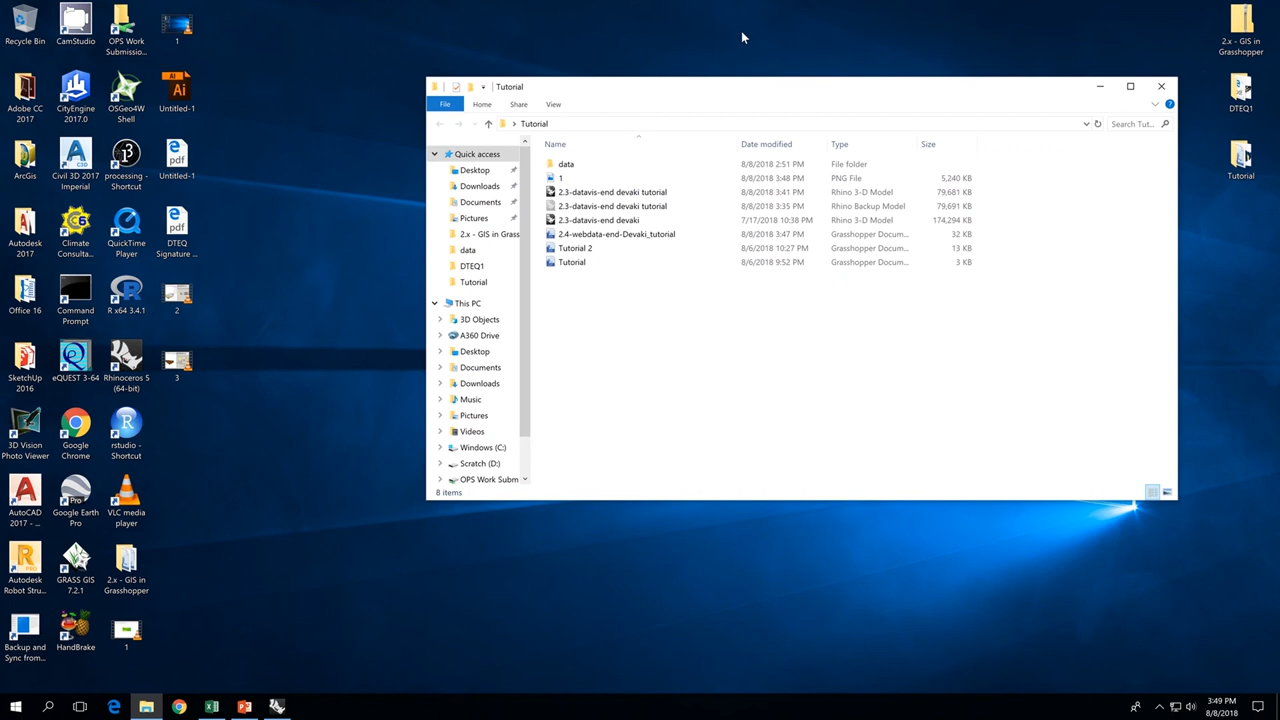 Recycle Bin
CamStudio
OPS Work Submissio...
1
2.x - GIS in Grasshopper
Adobe CC 2017
CityEngine 2017.0
OSGeo4W Shell
Untitled-1
DTEQ1
ArcGis
Civil 3D 2017 Imperial
processing - Shortcut
Untitled-1
Tutorial
Autodesk 2017
Climate Consulta...
QuickTime Player
DTEQ Signature ...
Office 16
Command Prompt
R x64 3.4.1
2
SketchUp 2016
eQUEST 3-64
Rhinoceros 5 (64-bit)
3
3D Vision Photo Viewer
Google Chrome
rstudio - Shortcut
AutoCAD 2017 - ...
Google Earth Pro
VLC media player
Autodesk Robot Stru...
GRASS GIS 7.2.1
2.x - GIS in Grasshopper
Backup and Sync from...
HandBrake
1
Tutorial
File Home Share View
Tutorial
Search Tut...
Name Date modified Type Size
Quick access
Desktop
Downloads
Documents
Pictures
2.x - GIS in Grass
data
DTEQ1
Tutorial
This PC
3D Objects
A360 Drive
Desktop
Documents
Downloads
Music
Pictures
Videos
Windows (C:)
Scratch (D:)
OPS Work Subm
data 8/8/2018 2:51 PM File folder
1 8/8/2018 3:48 PM PNG File 5,240 KB
2.3-datavis-end devaki tutorial 8/8/2018 3:41 PM Rhino 3-D Model 79,681 KB
2.3-datavis-end devaki tutorial 8/8/2018 3:35 PM Rhino Backup Model 79,691 KB
2.3-datavis-end devaki 7/17/2018 10:38 PM Rhino 3-D Model 174,294 KB
2.4-webdata-end-Devaki_tutorial 8/8/2018 3:47 PM Grasshopper Docum... 32 KB
Tutorial 2 8/6/2018 10:27 PM Grasshopper Docum... 13 KB
Tutorial 8/6/2018 9:52 PM Grasshopper Docum... 3 KB
8 items
3:49 PM
8/8/2018